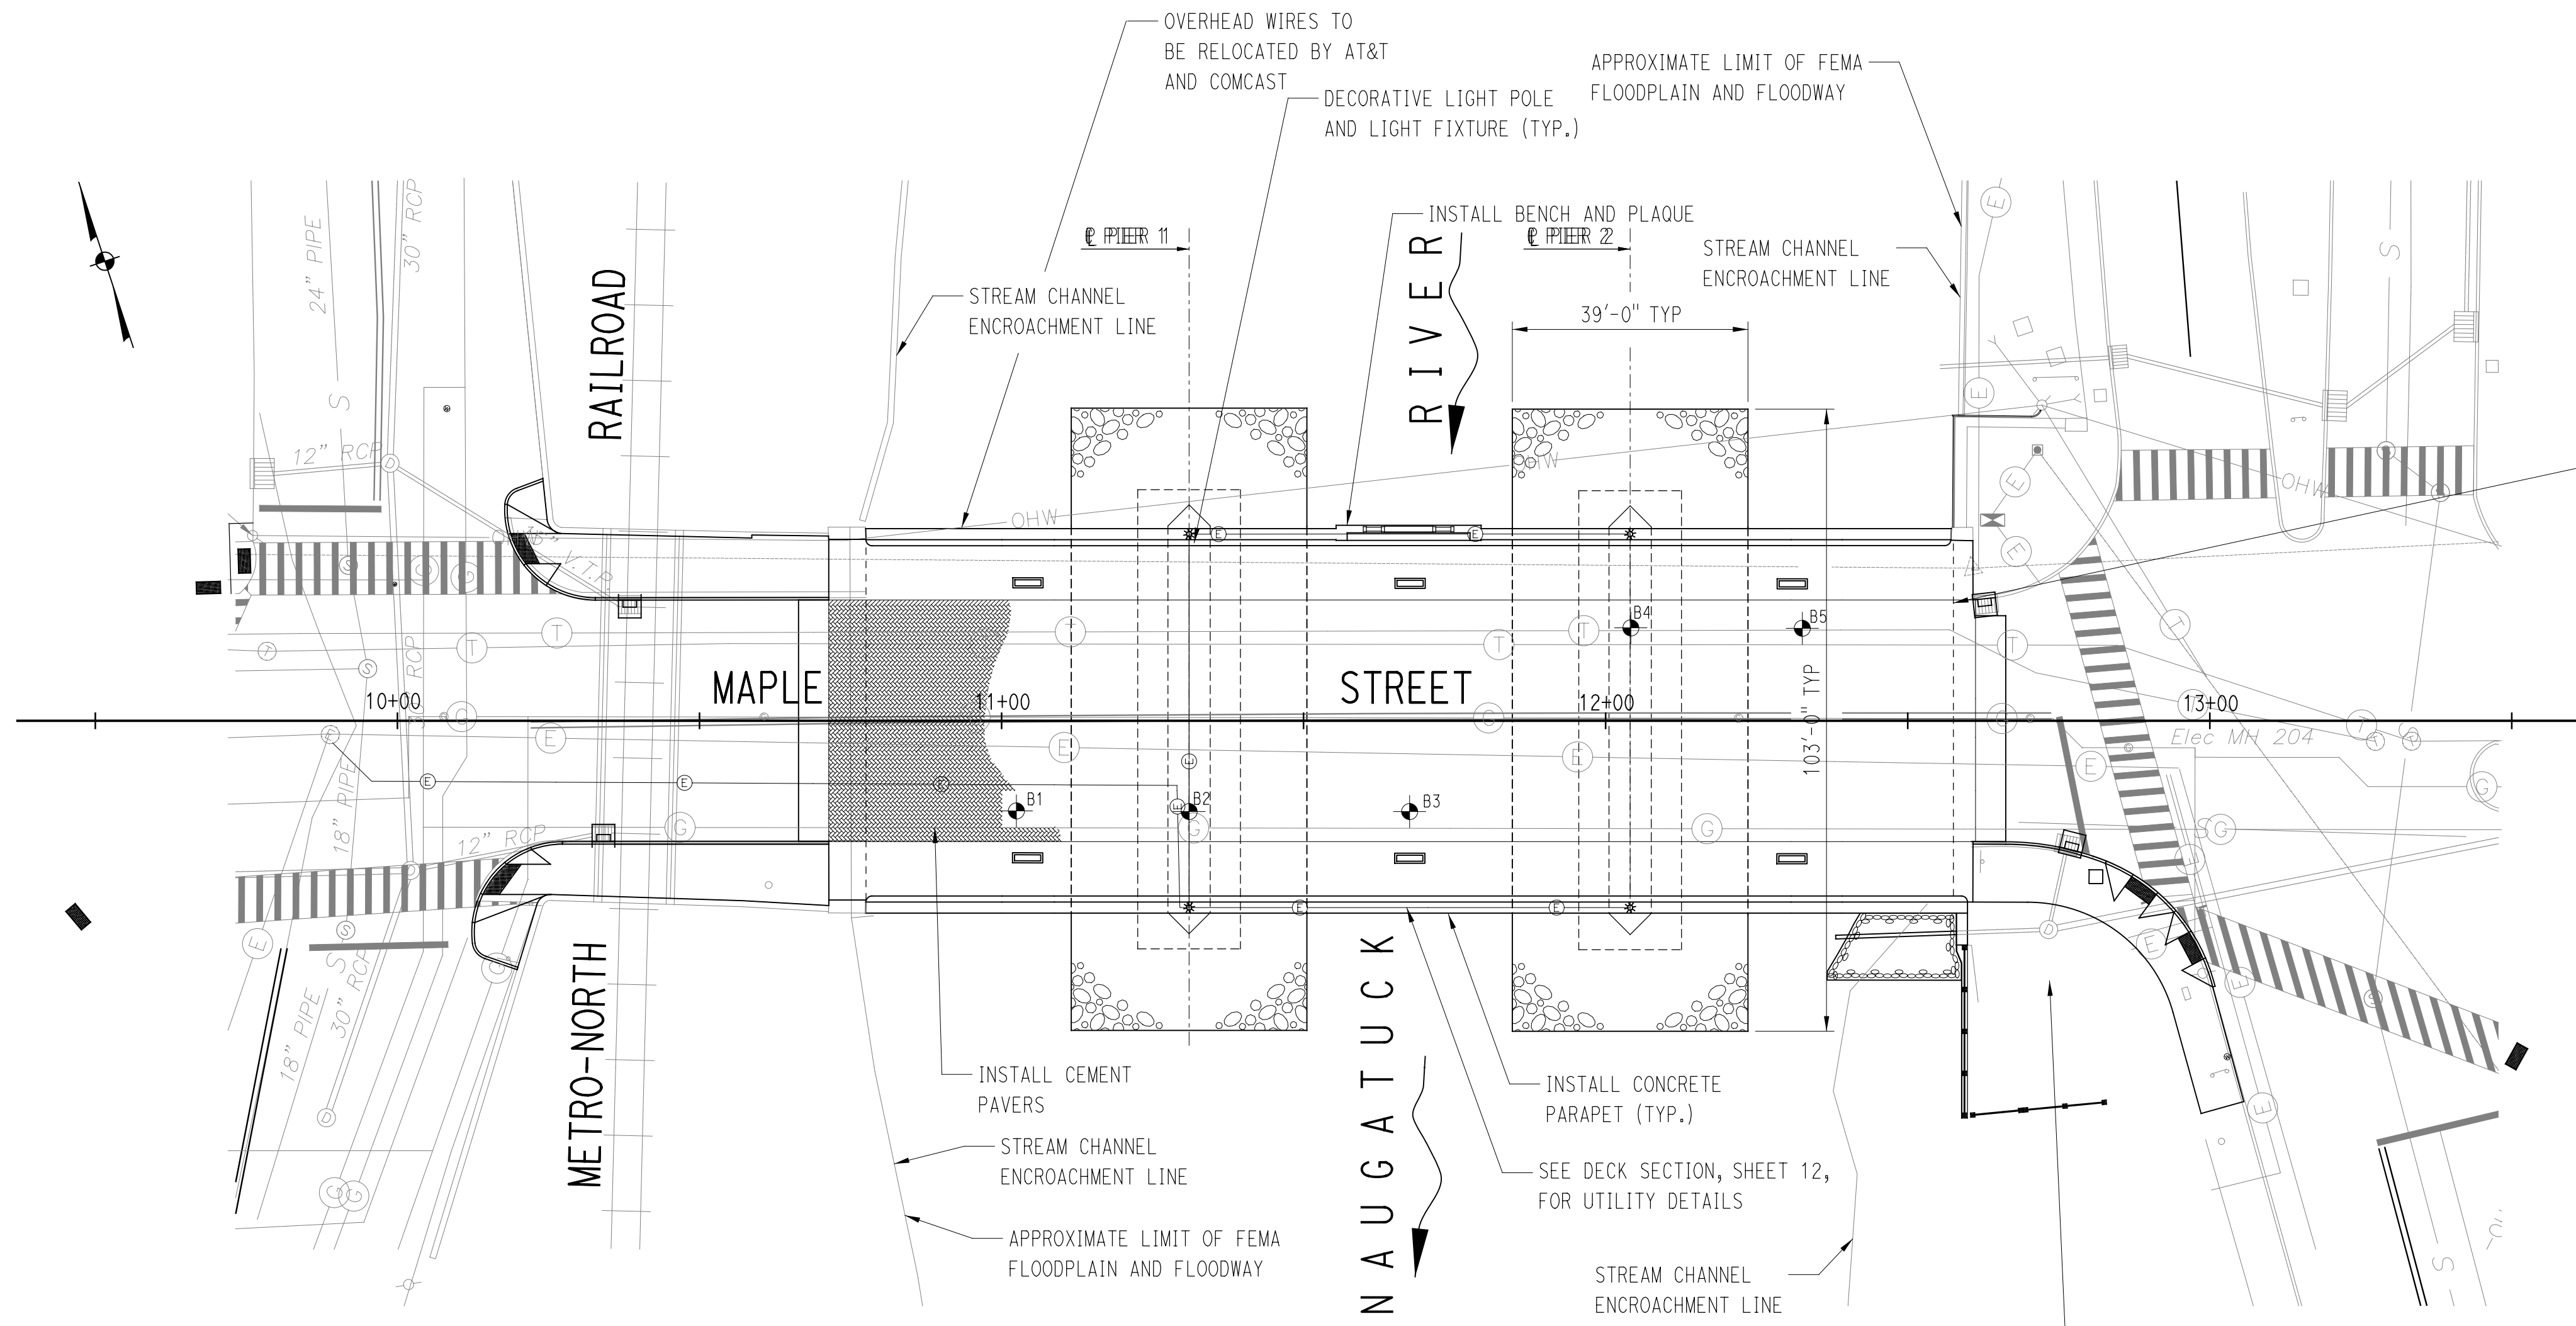 OVERHEAD WIRES TO
BE RELOCATED BY AT&T
AND COMCAST
DECORATIVE LIGHT POLE
AND LIGHT FIXTURE (TYP.)
APPROXIMATE LIMIT OF FEMA
FLOODPLAIN AND FLOODWAY
INSTALL BENCH AND PLAQUE
℄ PIER 1
℄ PIER 2
STREAM CHANNEL
ENCROACHMENT LINE
STREAM CHANNEL
ENCROACHMENT LINE
39'-0" TYP
RIVER
RAILROAD
24" PIPE
30" RCP
S
S
12" RCP
D
V.T.P.
OHW
OHW
OHW
E
E
E
E
T
T
T
T
T
T
T
T
S
RCP
B4
B5
MAPLE
STREET
10+00
11+00
12+00
13+00
103'-0" TYP
Elec MH 204
G
G
E
E
E
E
E
E
E
B1
B2
B3
G
G
G
SG
18" PIPE
12" RCP
S
S
30" RCP
18" PIPE
D
D
E
E
E
G
G
METRO-NORTH
NAUGATUCK
INSTALL CEMENT
PAVERS
INSTALL CONCRETE
PARAPET (TYP.)
STREAM CHANNEL
ENCROACHMENT LINE
SEE DECK SECTION, SHEET 12,
FOR UTILITY DETAILS
APPROXIMATE LIMIT OF FEMA
FLOODPLAIN AND FLOODWAY
STREAM CHANNEL
ENCROACHMENT LINE
S